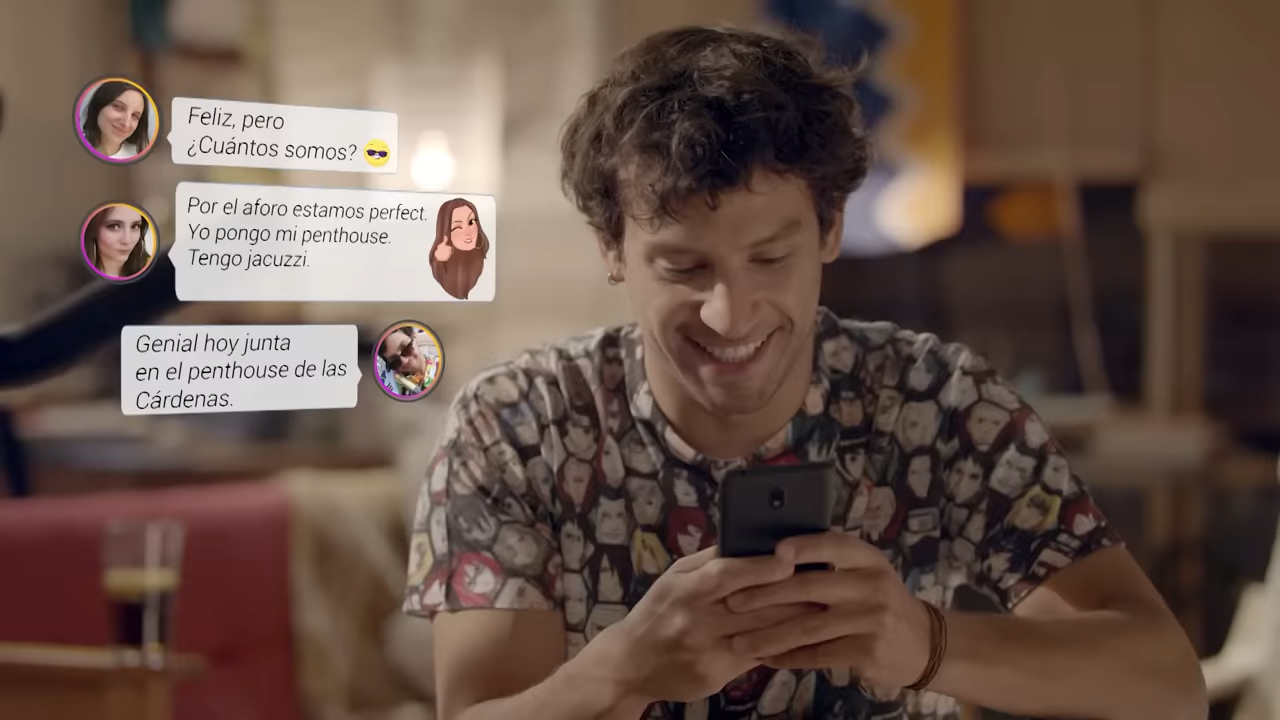 Feliz, pero
¿Cuántos somos?
Por el aforo estamos perfect.
Yo pongo mi penthouse.
Tengo jacuzzi.
Genial hoy junta
en el penthouse de las
Cárdenas.